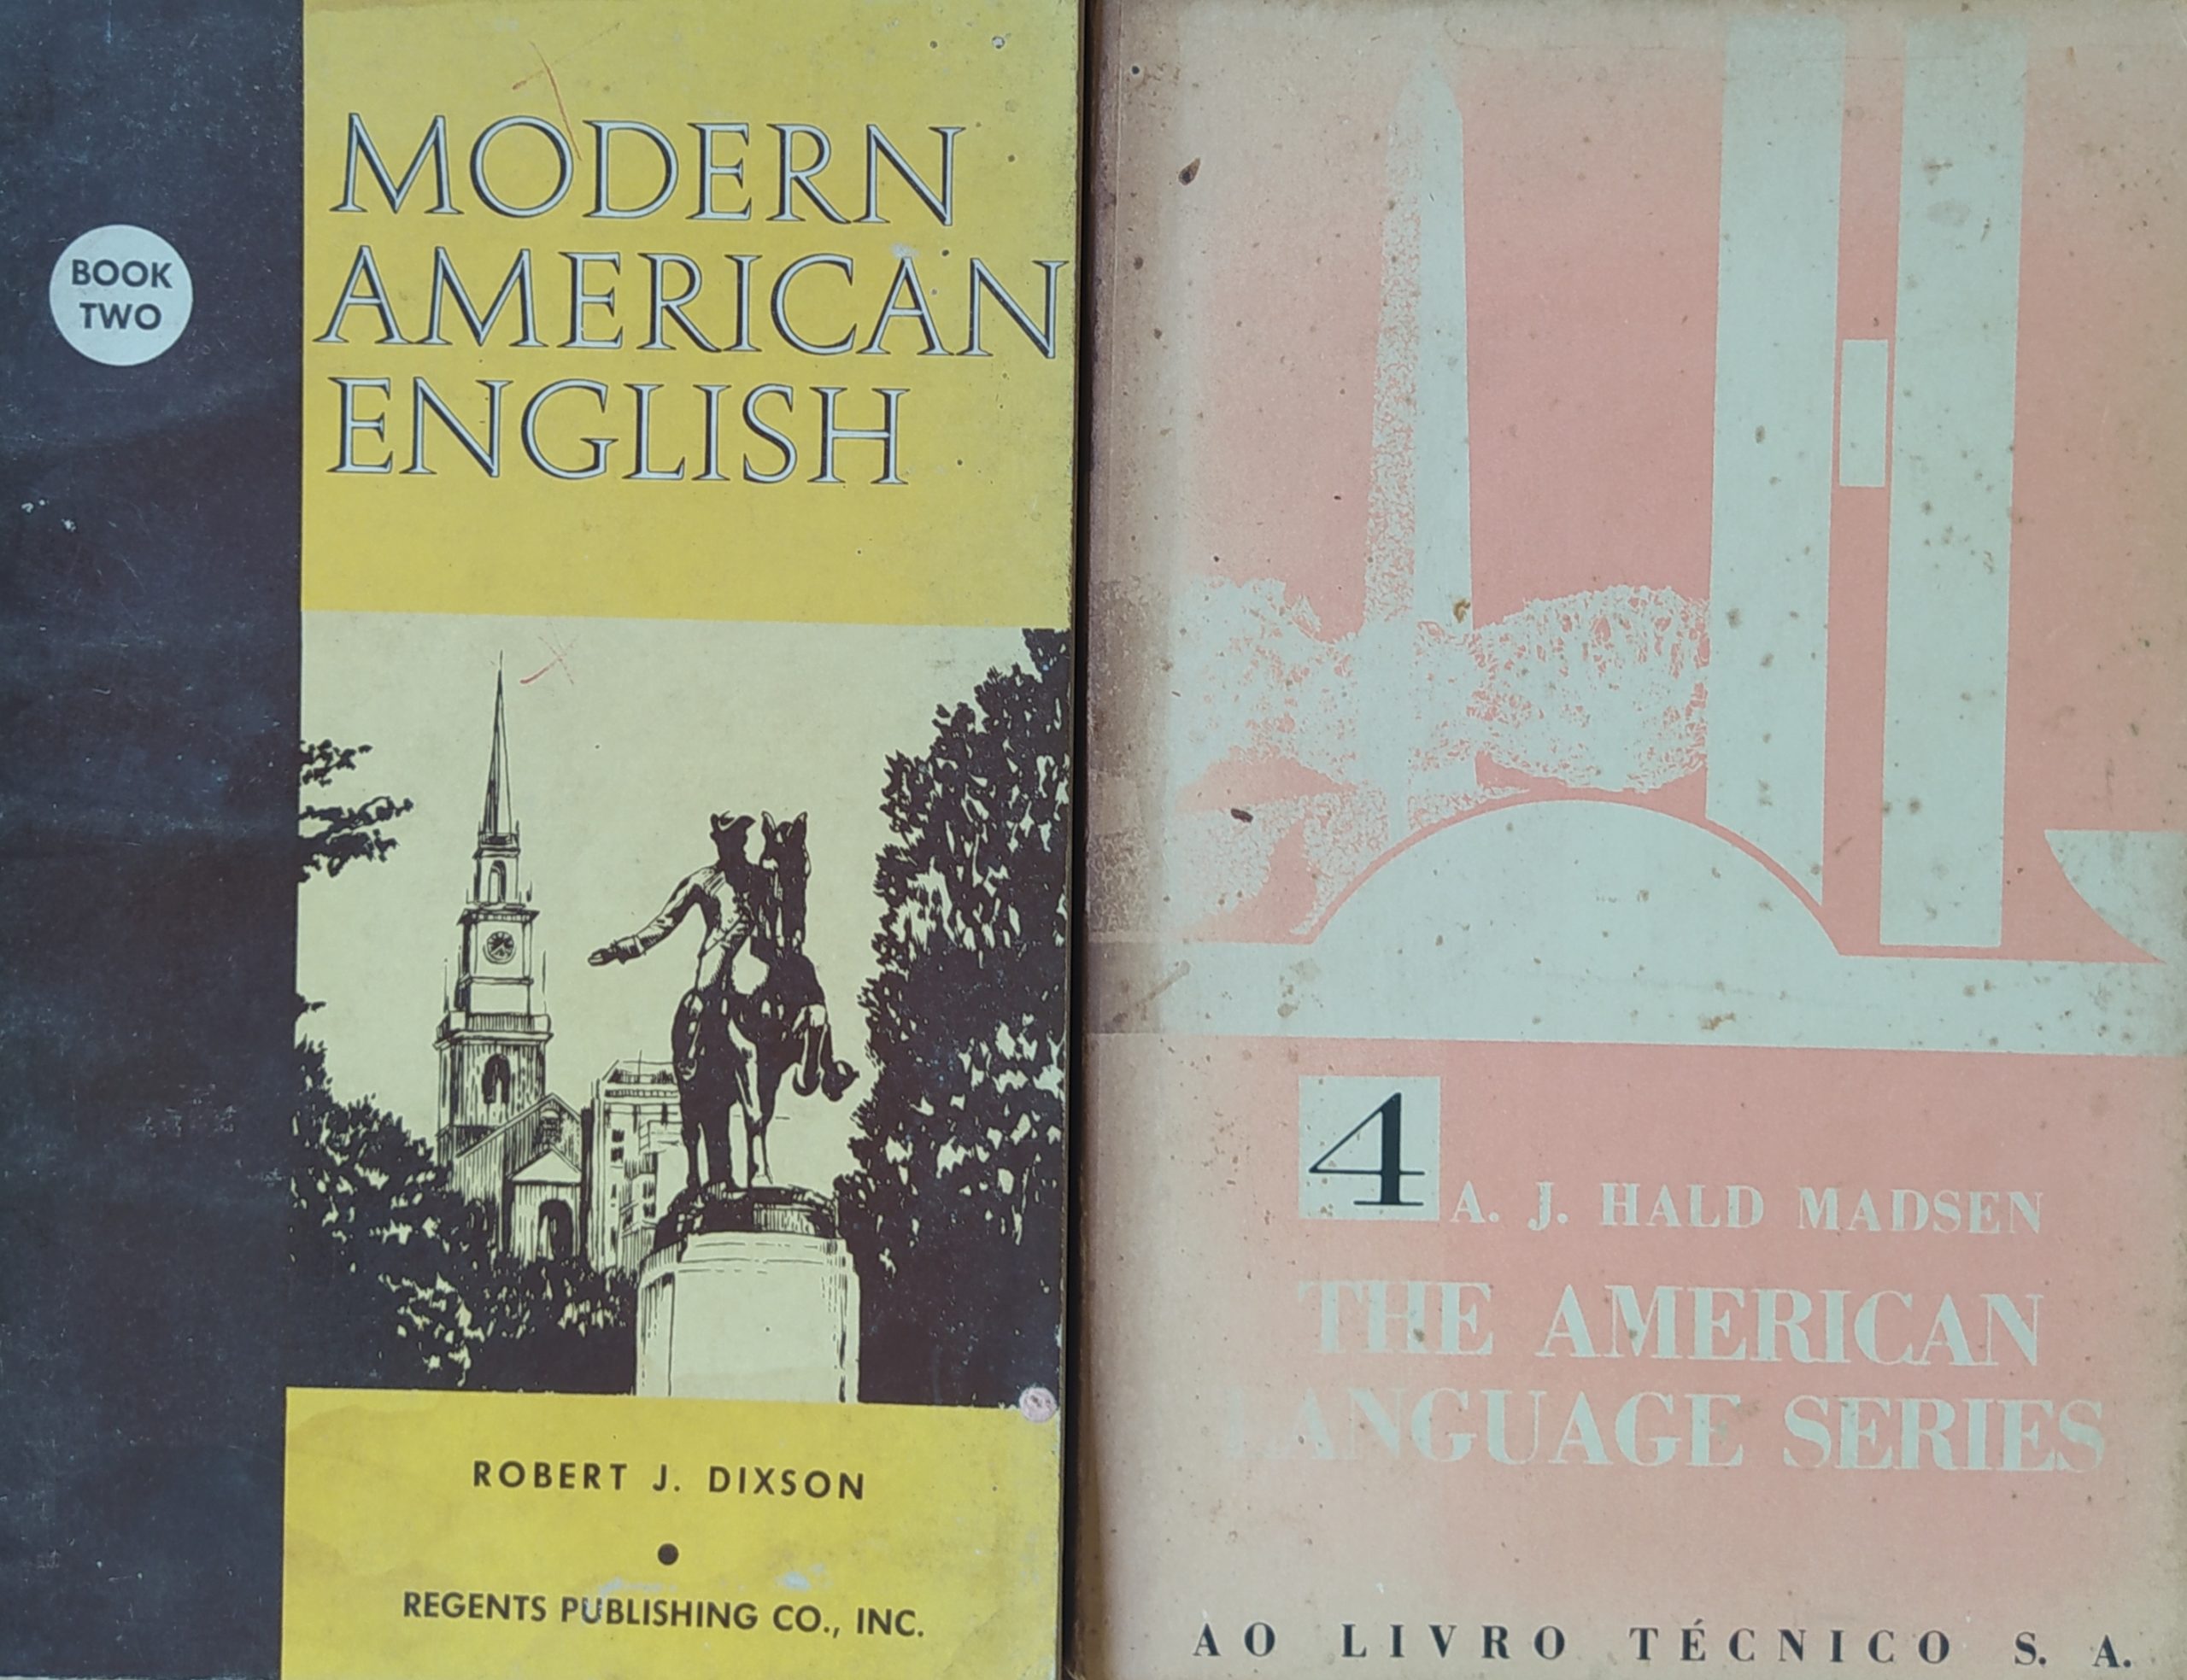 BOOK
TWO
MODERN
AMERICAN
ENGLISH
ROBERT J. DIXSON
REGENTS PUBLISHING CO., INC.
4 A. J. HALD MADSEN
THE AMERICAN
LANGUAGE SERIES
AO LIVRO TÉCNICO S. A.